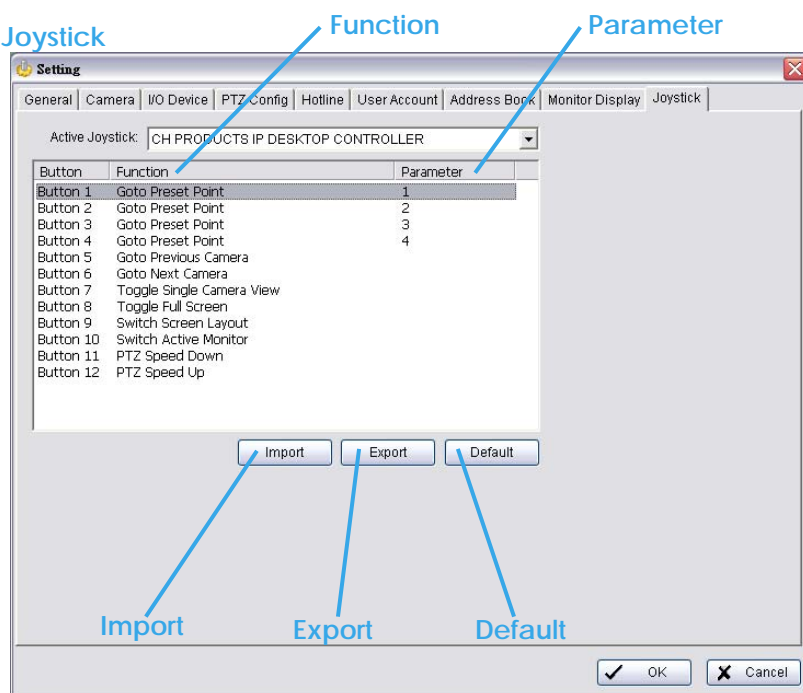 Function Parameter
Joystick
Setting
General Camera I/O Device PTZ Config Hotline User Account Address Book Monitor Display Joystick
Active Joystick: CH PRODUCTS IP DESKTOP CONTROLLER
Button Function Parameter
Button 1 Goto Preset Point 1
Button 2 Goto Preset Point 2
Button 3 Goto Preset Point 3
Button 4 Goto Preset Point 4
Button 5 Goto Previous Camera
Button 6 Goto Next Camera
Button 7 Toggle Single Camera View
Button 8 Toggle Full Screen
Button 9 Switch Screen Layout
Button 10 Switch Active Monitor
Button 11 PTZ Speed Down
Button 12 PTZ Speed Up
Import Export Default
Import Export Default
OK Cancel